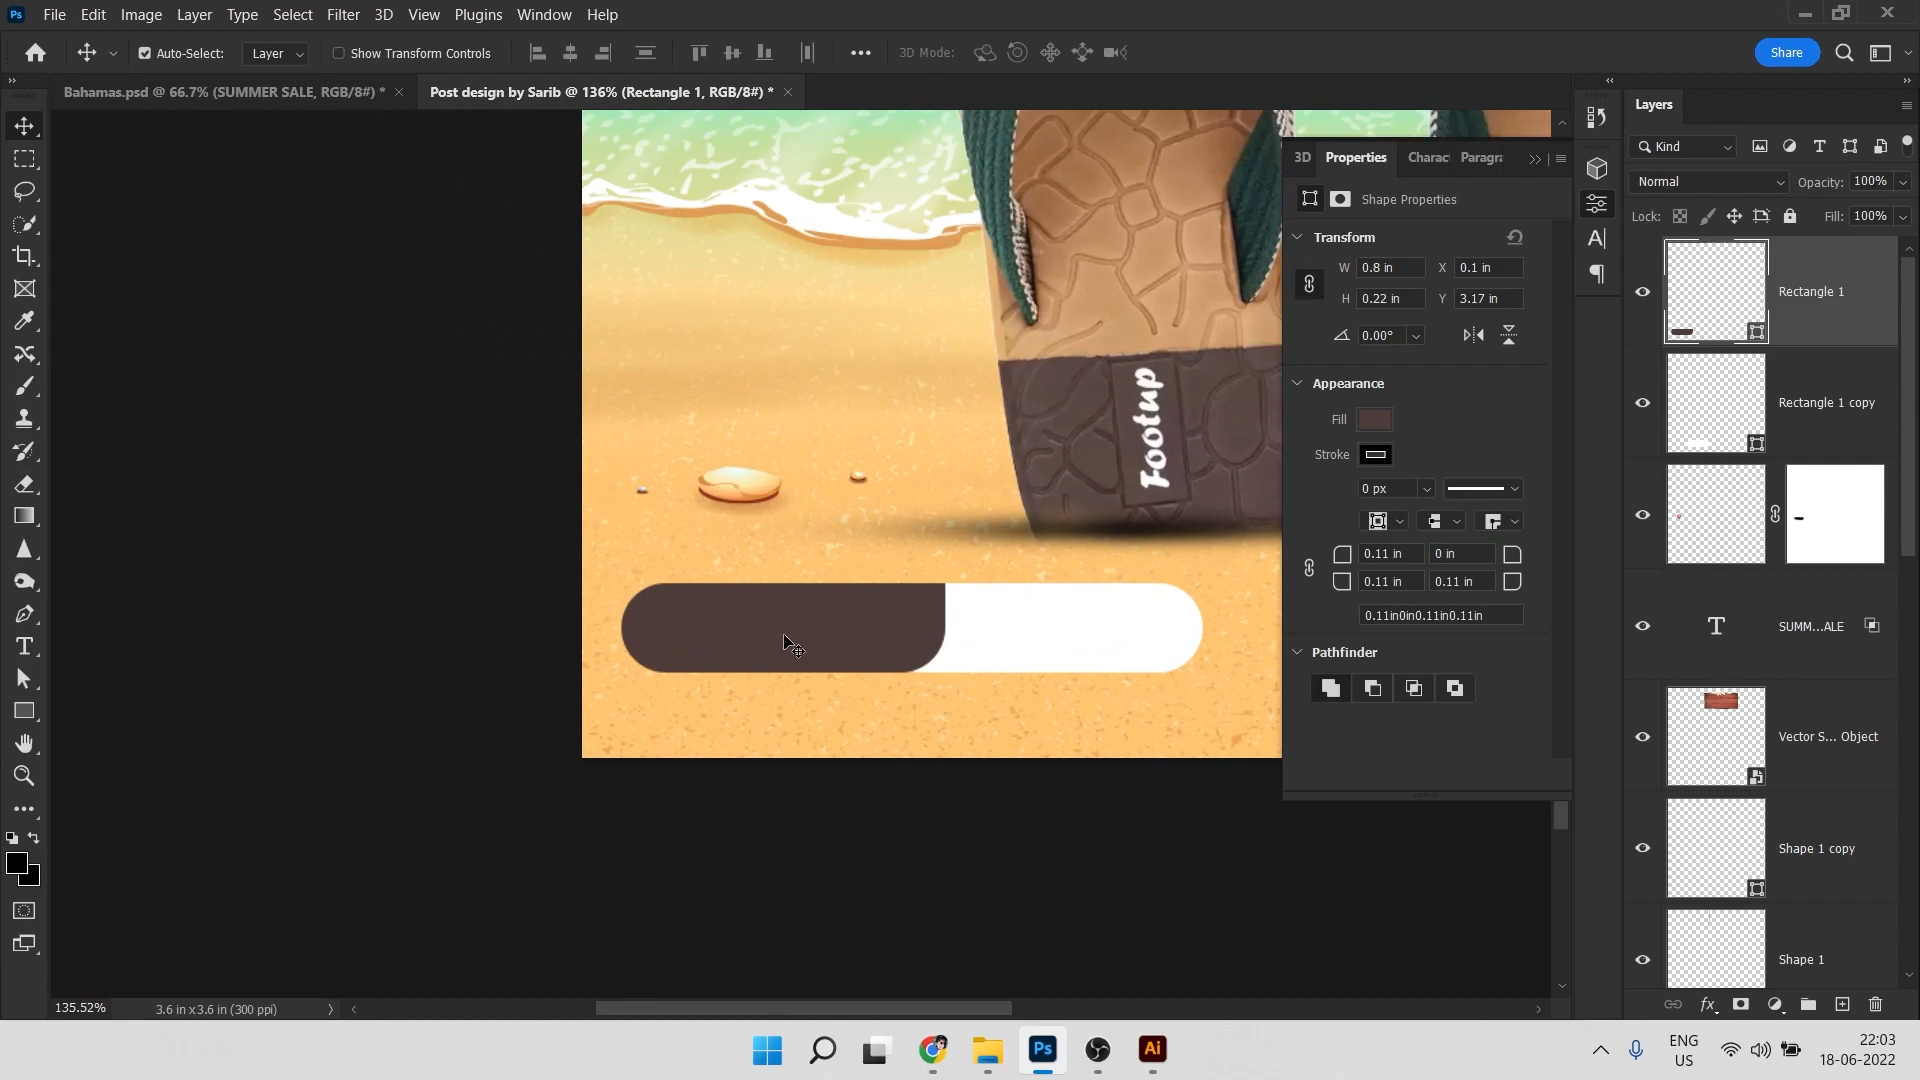 Ps File Edit Image Layer Type Select Filter 3D View Plugins Window Help
Auto-Select: Layer Show Transform Controls 3D Mode: Share
Bahamas.psd @ 66.7% (SUMMER SALE, RGB/8#) * Post design by Sarib @ 136% (Rectangle 1, RGB/8#) *
Layers
3D Properties Charac Paragra
Kind
Shape Properties
Normal Opacity: 100%
Lock: Fill: 100%
Transform
W 0.8 in X 0.1 in
H 0.22 in Y 3.17 in
0.00°
Appearance
Fill
Stroke
0 px
0.11 in 0 in
0.11 in 0.11 in
0.11in0in0.11in0.11in
Pathfinder
Footup
Rectangle 1
Rectangle 1 copy
SUMM...ALE
Vector S... Object
Shape 1 copy
Shape 1
135.52% 3.6 in x 3.6 in (300 ppi)
Ps Ai
ENG
US
22:03
18-06-2022